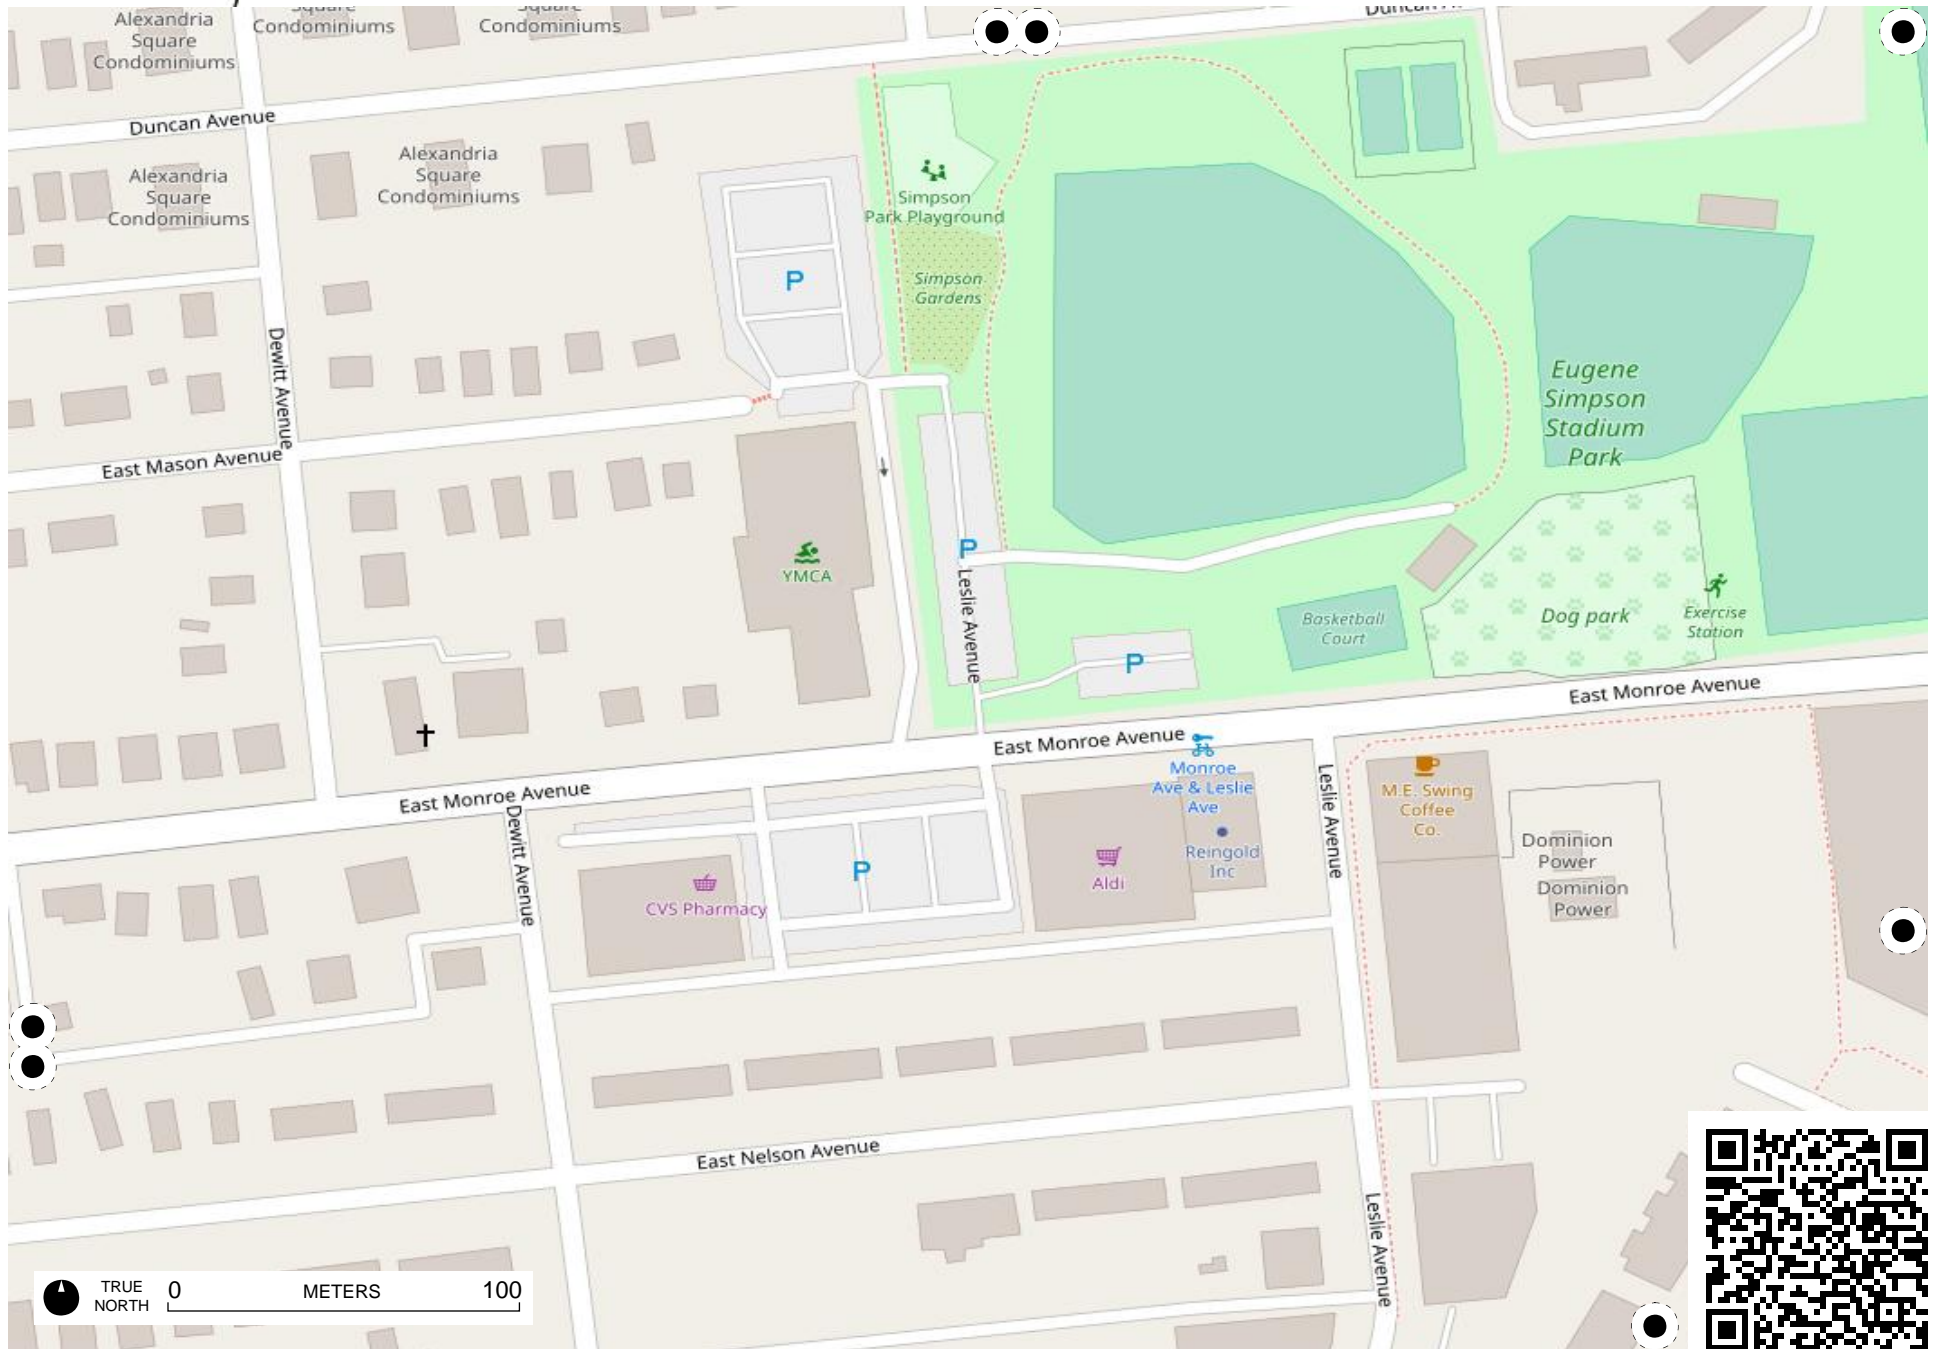 Alexandria
Square
Condominiums
Square
Condominiums
Square
Condominiums
Duncan Avenue
Alexandria
Square
Condominiums
Alexandria
Square
Condominiums
Simpson
Park Playground
P
Simpson
Gardens
Dewitt Avenue
Eugene
Simpson
Stadium
Park
East Mason Avenue
P
YMCA
Leslie Avenue
Basketball
Court
Dog park
Exercise
Station
P
East Monroe Avenue
East Monroe Avenue
Monroe
Ave & Leslie
Ave
M.E. Swing
Coffee
Co.
Leslie Avenue
East Monroe Avenue
Dewitt Avenue
Dominion
Power
Reingold
Inc
P
Aldi
CVS Pharmacy
Dominion
Power
East Nelson Avenue
Leslie Avenue
TRUE
NORTH
0 METERS 100